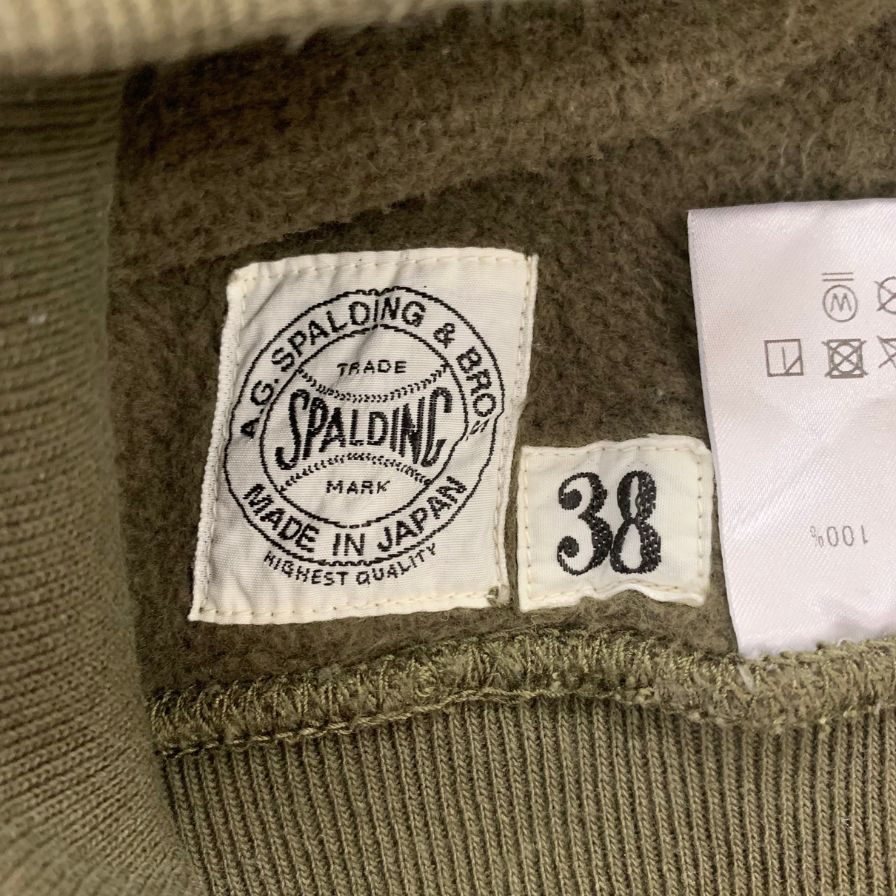 A.G. SPALDING & BROS.
TRADE
SPALDING
MARK
MADE IN JAPAN
HIGHEST QUALITY
38
W
100%